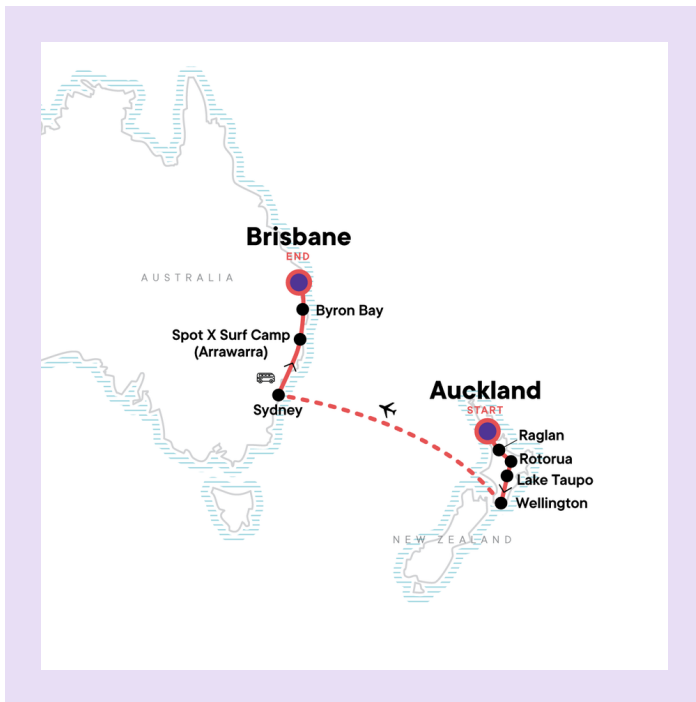 Brisbane
END
AUSTRALIA
Byron Bay
Spot X Surf Camp
(Arrawarra)
Sydney
Auckland
START
Raglan
Rotorua
Lake Taupo
Wellington
NEW ZEALAND